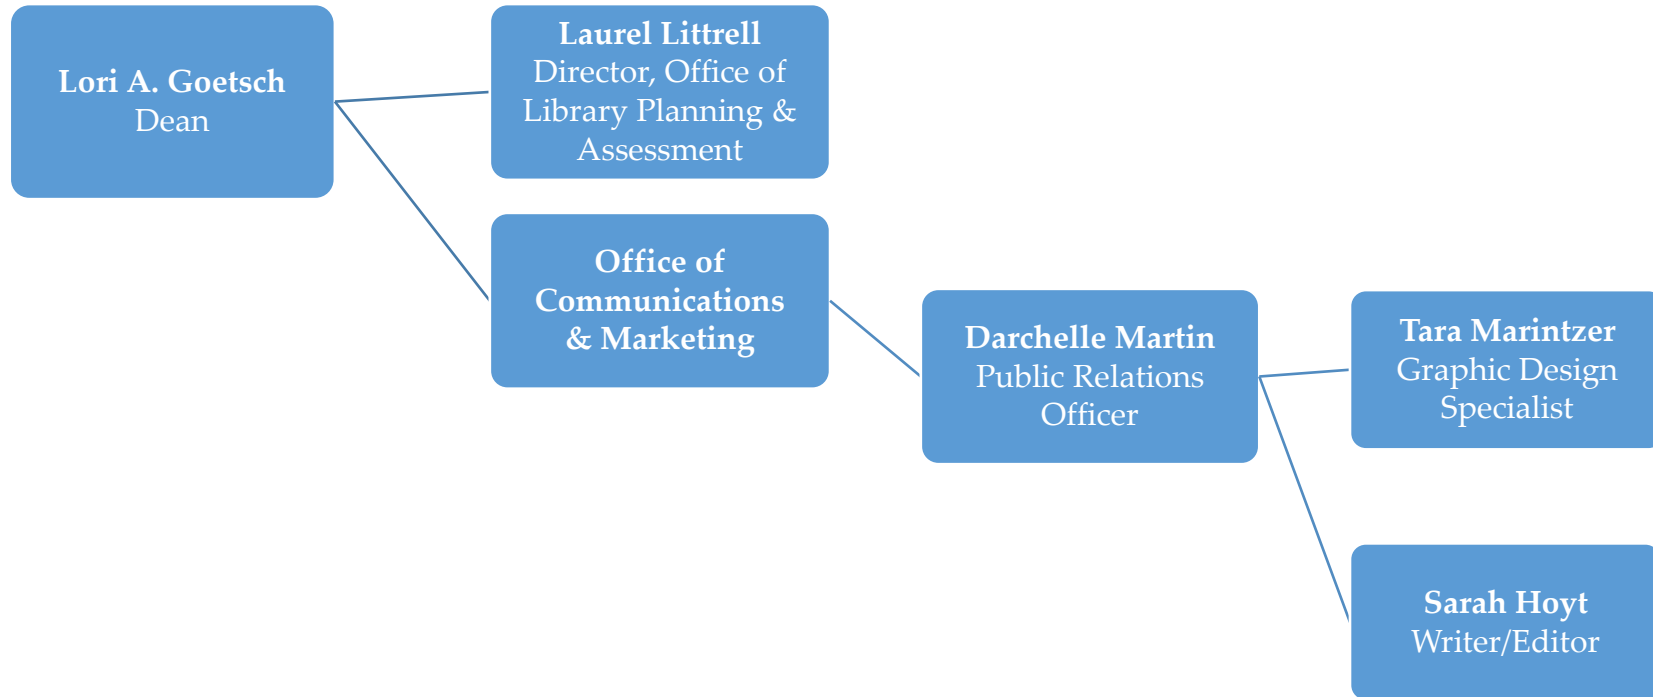 Lori A. Goetsch
Dean
Laurel Littrell
Director, Office of
Library Planning &
Assessment
Office of
Communications
& Marketing
Darchelle Martin
Public Relations
Officer
Tara Marintzer
Graphic Design
Specialist
Sarah Hoyt
Writer/Editor